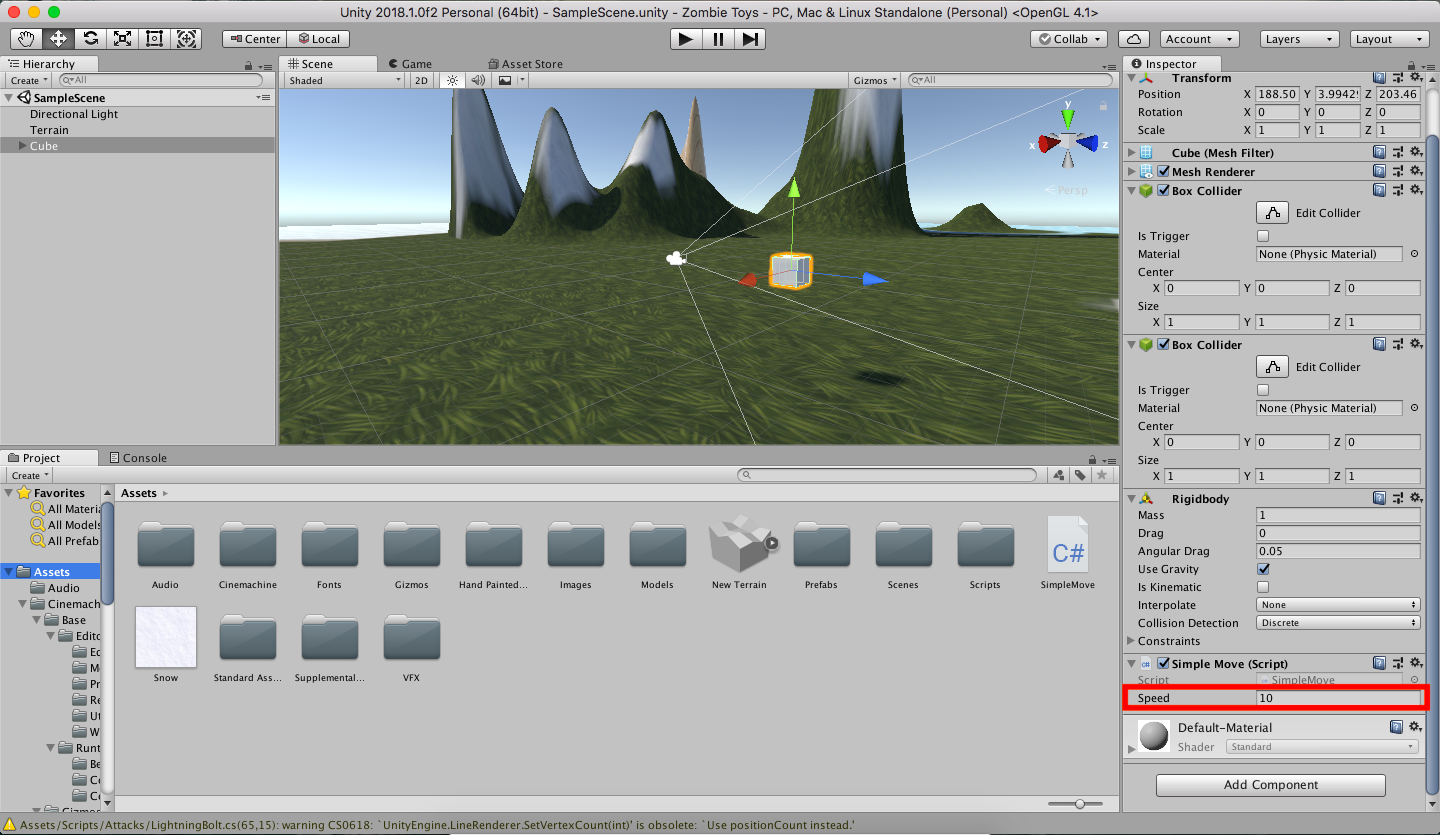 Unity 2018.1.0f2 Personal (64bit) - SampleScene.unity - Zombie Toys - PC, Mac & Linux Standalone (Personal) <OpenGL 4.1>
Center Local Collab Account Layers Layout
Hierarchy
Create All
SampleScene
Directional Light
Terrain
Cube
Scene Game Asset Store
Shaded 2D Gizmos All
y
x z
Persp
Inspector
Transform
Position X 188.50 Y 3.9942 Z 203.46
Rotation X 0 Y 0 Z 0
Scale X 1 Y 1 Z 1
Cube (Mesh Filter)
Mesh Renderer
Box Collider
Edit Collider
Is Trigger
Material None (Physic Material)
Center
X 0 Y 0 Z 0
Size
X 1 Y 1 Z 1
Box Collider
Edit Collider
Is Trigger
Material None (Physic Material)
Center
X 0 Y 0 Z 0
Size
X 1 Y 1 Z 1
Rigidbody
Mass 1
Drag 0
Angular Drag 0.05
Use Gravity
Is Kinematic
Interpolate None
Collision Detection Discrete
Constraints
Simple Move (Script)
Script SimpleMove
Speed 10
Default-Material
Shader Standard
Add Component
Project Console
Create
Favorites
All Materia
All Models
All Prefab
Assets
Audio
Cinemach
Base
Edito
Ed
M
Pr
Re
Ut
W
Runt
Be
Co
Co
Gizmos
Assets
Audio Cinemachine Fonts Gizmos Hand Painted... Images Models New Terrain Prefabs Scenes Scripts C# SimpleMove
Snow Standard Ass... Supplemental... VFX
Assets/Scripts/Attacks/LightningBolt.cs(65,15): warning CS0618: `UnityEngine.LineRenderer.SetVertexCount(int)' is obsolete: `Use positionCount instead.'